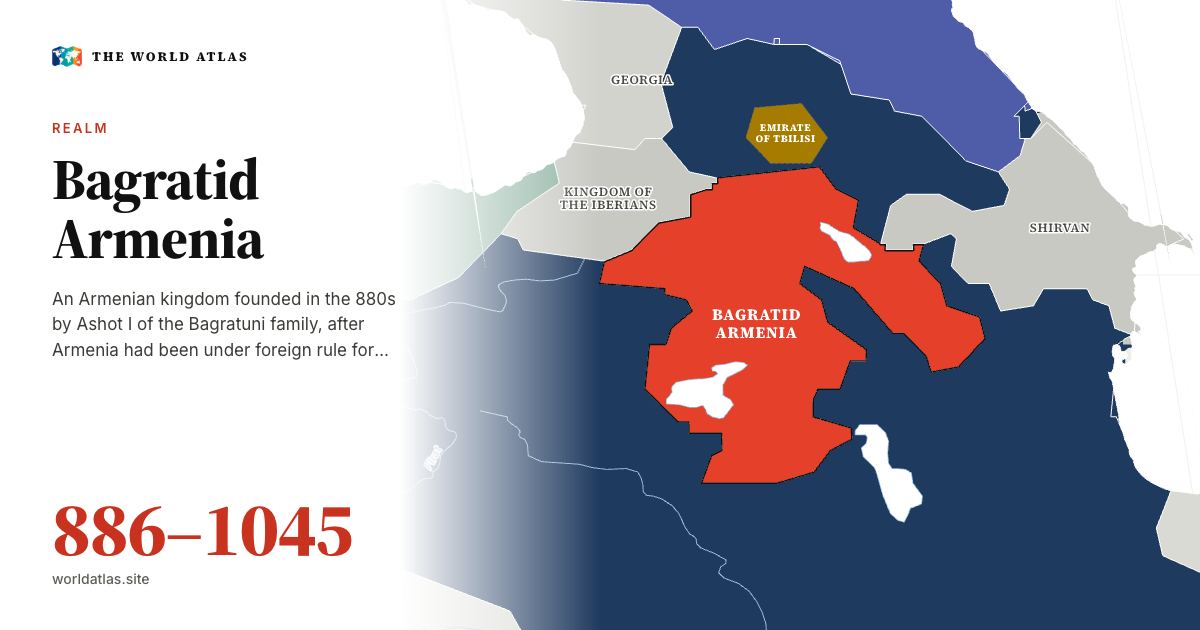 THE WORLD ATLAS
REALM
Bagratid
Armenia
An Armenian kingdom founded in the 880s
by Ashot I of the Bagratuni family, after
Armenia had been under foreign rule for...
886–1045
worldatlas.site
GEORGIA
EMIRATE
OF TBILISI
KINGDOM OF
THE IBERIANS
SHIRVAN
BAGRATID
ARMENIA